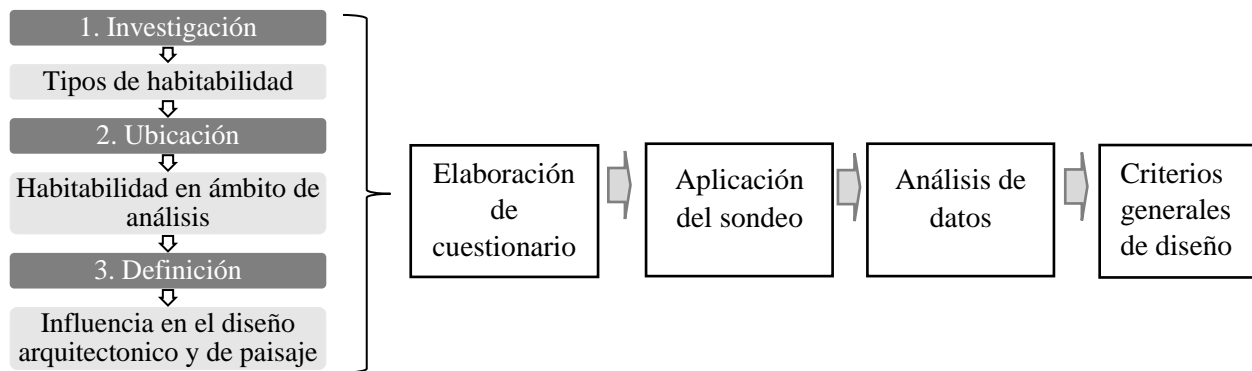 1. Investigación
Tipos de habitabilidad
2. Ubicación
Habitabilidad en ámbito de
análisis
3. Definición
Influencia en el diseño
arquitectonico y de paisaje
Elaboración
de
cuestionario
Aplicación
del sondeo
Análisis de
datos
Criterios
generales
de diseño